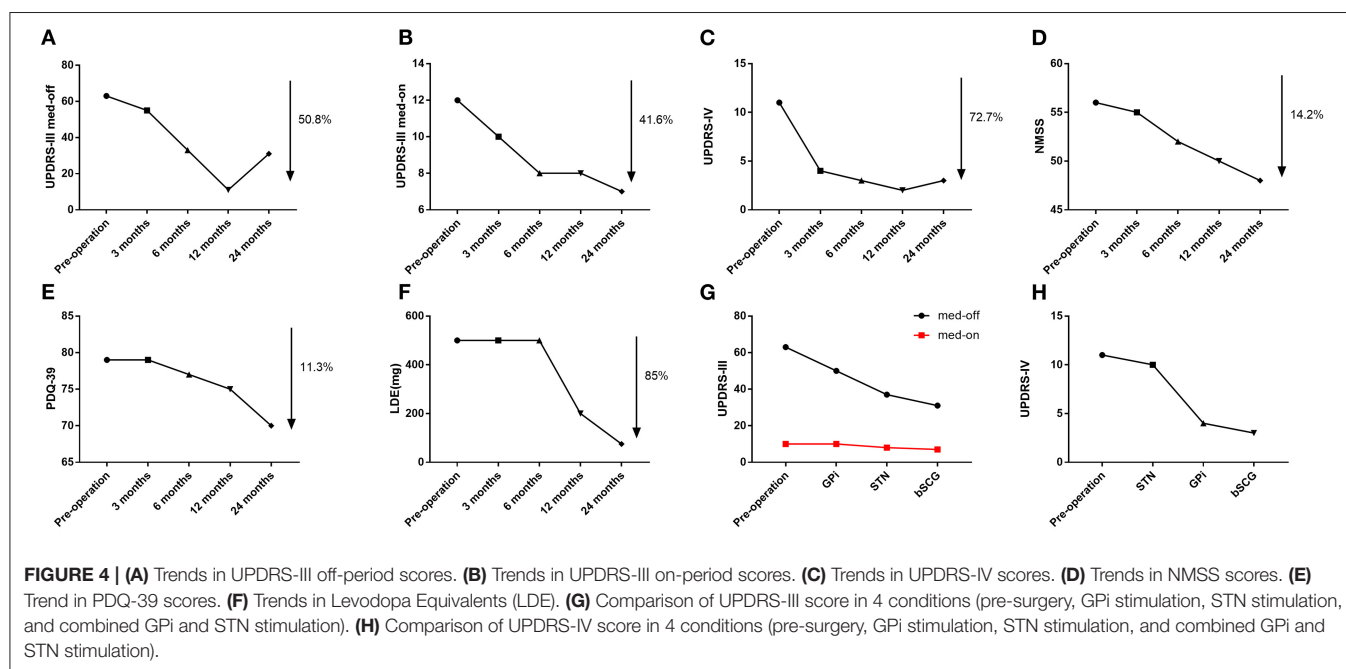 A
UPDRS-III med-off
80
60
40
20
0
Pre-operation
3 months
6 months
12 months
24 months
50.8%
B
UPDRS-III med-on
14
12
10
8
6
Pre-operation
3 months
6 months
12 months
24 months
41.6%
C
UPDRS-IV
15
10
5
0
Pre-operation
3 months
6 months
12 months
24 months
72.7%
D
NMSS
60
55
50
45
Pre-operation
3 months
6 months
12 months
24 months
14.2%
E
PDQ-39
85
80
75
70
65
Pre-operation
3 months
6 months
12 months
24 months
11.3%
F
LDE(mg)
600
400
200
0
Pre-operation
3 months
6 months
12 months
24 months
85%
G
UPDRS-III
80
60
40
20
0
Pre-operation
GPi
STN
bSCG
med-off
med-on
H
UPDRS-IV
15
10
5
0
Pre-operation
STN
GPi
bSCG
FIGURE 4 | (A) Trends in UPDRS-III off-period scores. (B) Trends in UPDRS-III on-period scores. (C) Trends in UPDRS-IV scores. (D) Trends in NMSS scores. (E)
Trend in PDQ-39 scores. (F) Trends in Levodopa Equivalents (LDE). (G) Comparison of UPDRS-III score in 4 conditions (pre-surgery, GPi stimulation, STN stimulation,
and combined GPi and STN stimulation). (H) Comparison of UPDRS-IV score in 4 conditions (pre-surgery, GPi stimulation, STN stimulation, and combined GPi and
STN stimulation).